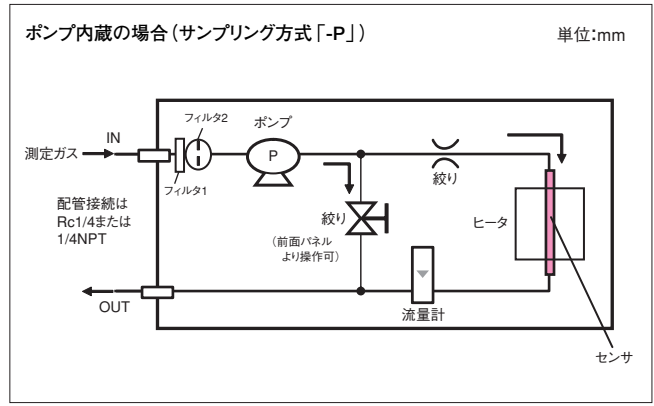 ポンプ内蔵の場合(サンプリング方式「-P」)
単位:mm
フィルタ2
ポンプ
IN
測定ガス
P
フィルタ1
絞り
配管接続は
Rc1/4または
1/4NPT
絞り
(前面パネル
より操作可)
ヒータ
OUT
流量計
センサ